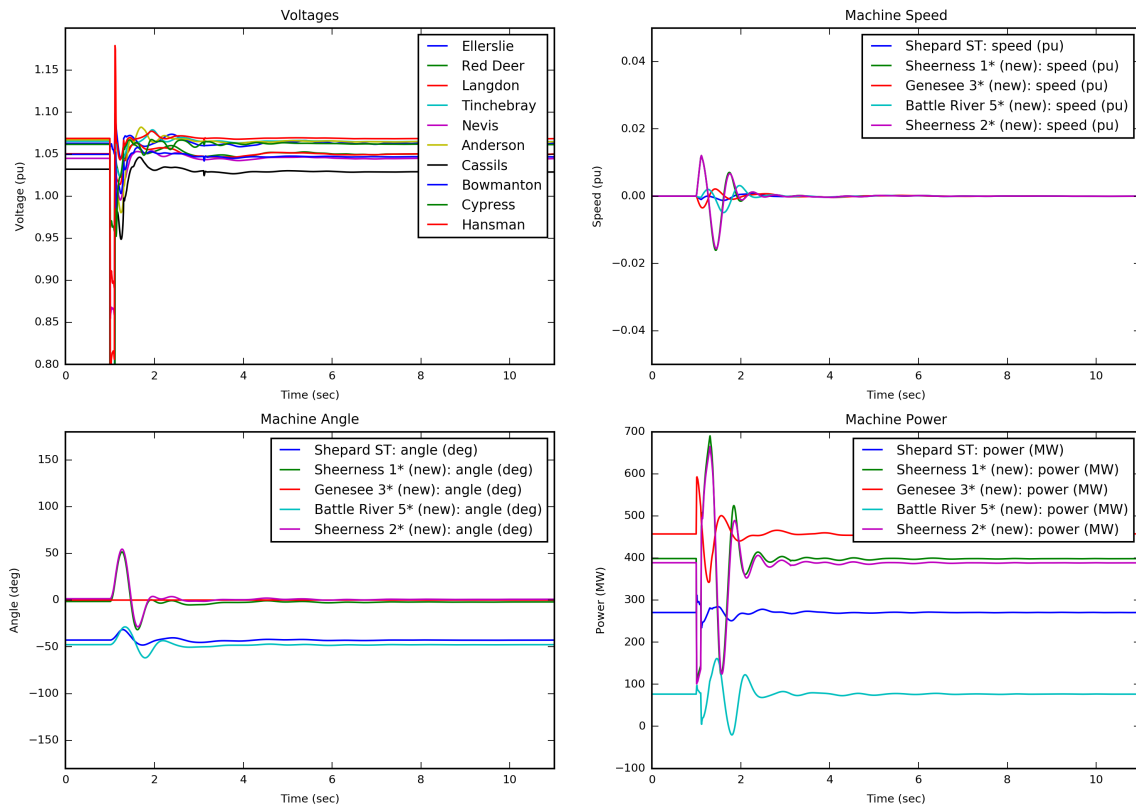 Voltages
1.15
1.10
1.05
1.00
0.95
0.90
0.85
0.80
Voltage (pu)
0 2 4 6 8 10
Time (sec)
Ellerslie
Red Deer
Langdon
Tinchebray
Nevis
Anderson
Cassils
Bowmanton
Cypress
Hansman
Machine Speed
0.04
0.02
0.00
−0.02
−0.04
Speed (pu)
0 2 4 6 8 10
Time (sec)
Shepard ST: speed (pu)
Sheerness 1* (new): speed (pu)
Genesee 3* (new): speed (pu)
Battle River 5* (new): speed (pu)
Sheerness 2* (new): speed (pu)
Machine Angle
150
100
50
0
−50
−100
−150
Angle (deg)
0 2 4 6 8 10
Time (sec)
Shepard ST: angle (deg)
Sheerness 1* (new): angle (deg)
Genesee 3* (new): angle (deg)
Battle River 5* (new): angle (deg)
Sheerness 2* (new): angle (deg)
Machine Power
700
600
500
400
300
200
100
0
−100
Power (MW)
0 2 4 6 8 10
Time (sec)
Shepard ST: power (MW)
Sheerness 1* (new): power (MW)
Genesee 3* (new): power (MW)
Battle River 5* (new): power (MW)
Sheerness 2* (new): power (MW)